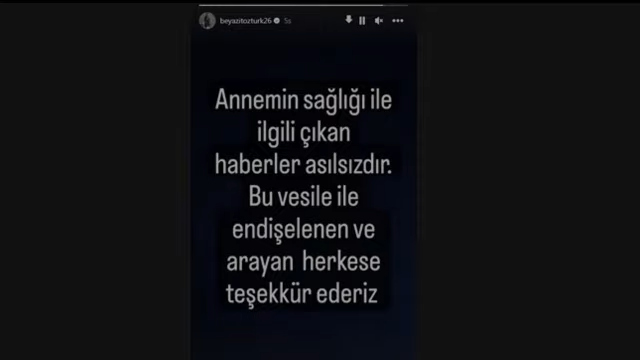 beyazitozturk26 5s
Annemin sağlığı ile
ilgili çıkan
haberler asılsızdır.
Bu vesile ile
endişelenen ve
arayan herkese
teşekkür ederiz